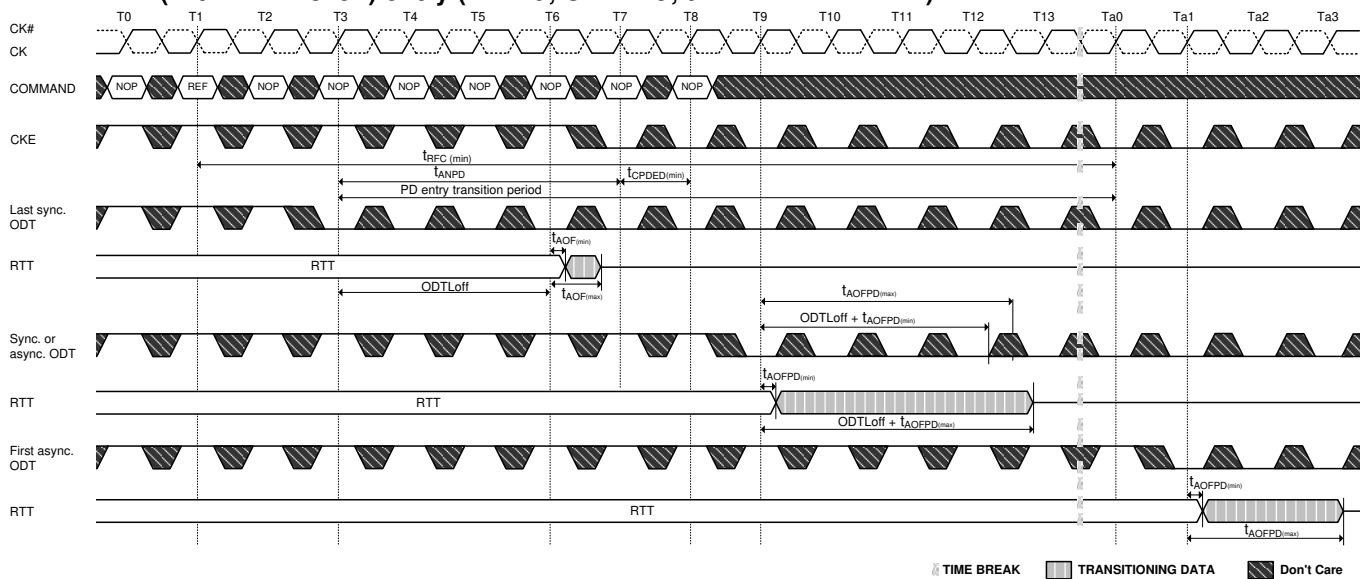 T0 T1 T2 T3 T4 T5 T6 T7 T8 T9 T10 T11 T12 T13 Ta0 Ta1 Ta2 Ta3
CK#
CK
COMMAND NOP REF NOP NOP NOP NOP NOP NOP NOP
CKE
tRFC (min)
tANPD tCPDED(min)
PD entry transition period
Last sync.
ODT
tAOF(min)
RTT RTT
ODTLoff tAOF(max)
tAOFPD(max)
ODTLoff + tAOFPD(min)
Sync. or
async. ODT
tAOFPD(min)
RTT RTT
ODTLoff + tAOFPD(max)
First async.
ODT
tAOFPD(min)
RTT RTT
tAOFPD(max)
TIME BREAK TRANSITIONING DATA Don't Care